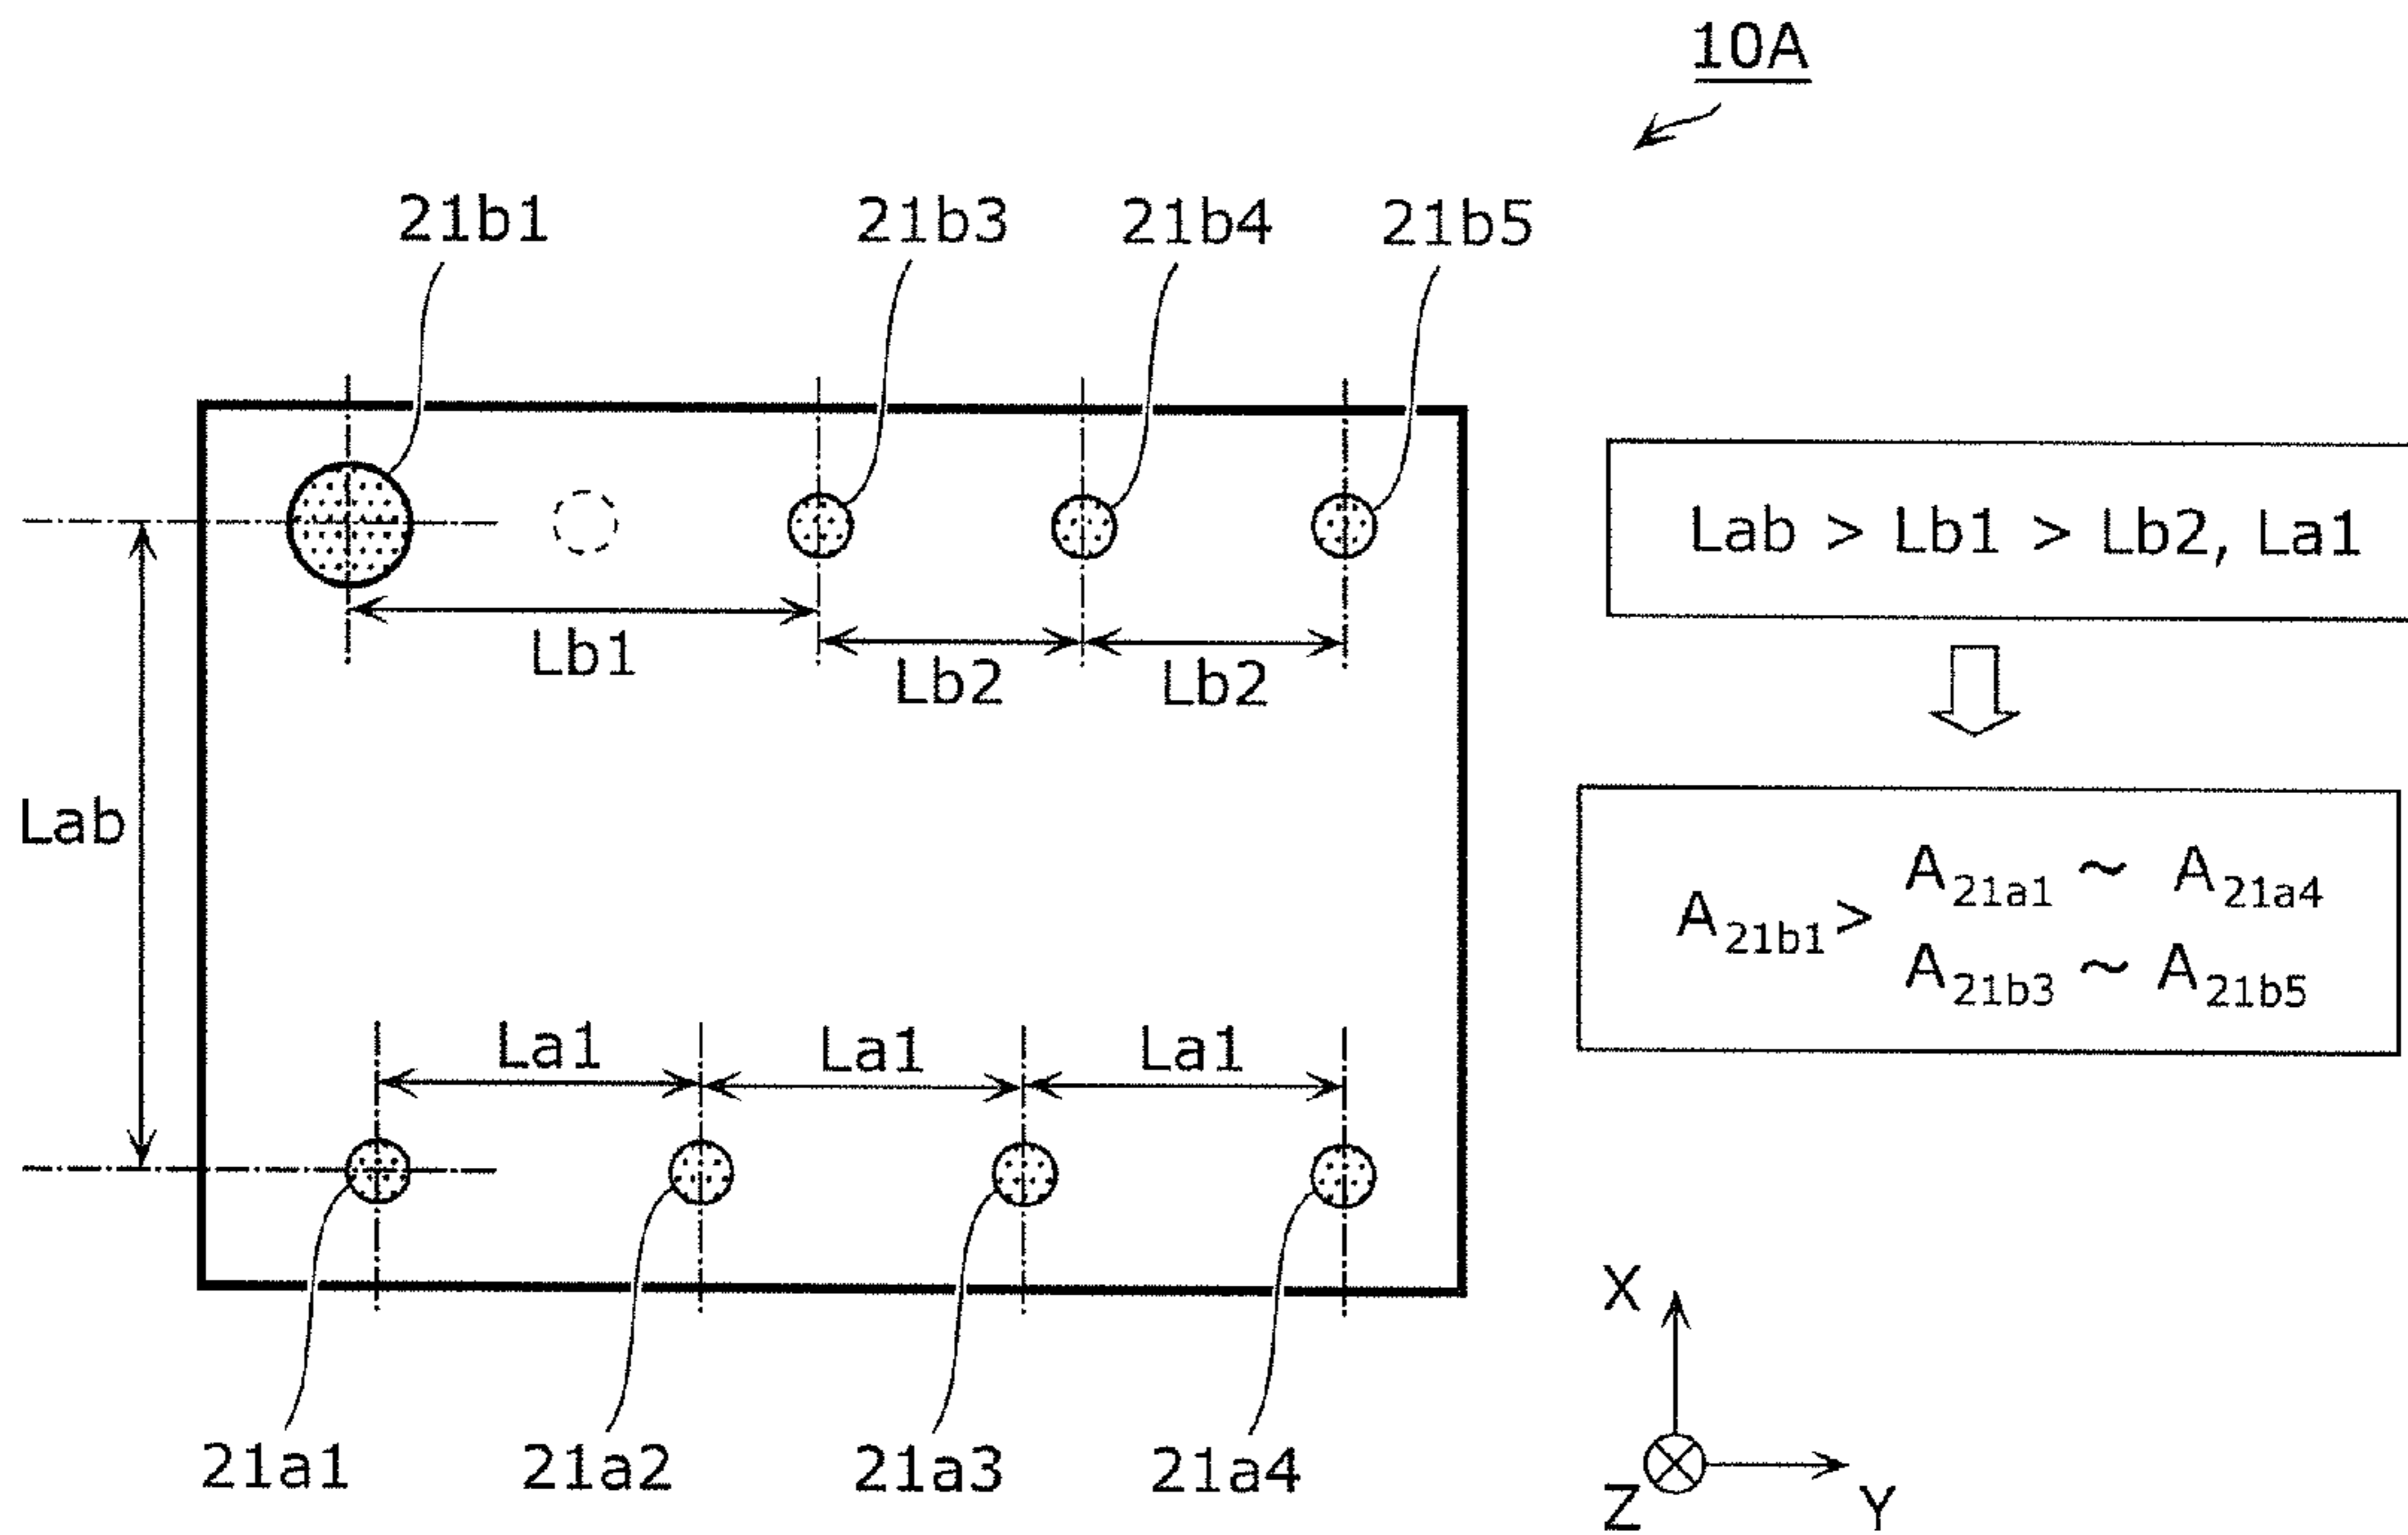 10A
21b1 21b3 21b4 21b5
Lab > Lb1 > Lb2, La1
Lb1 Lb2 Lb2
Lab
A21b1 > A21a1 ~ A21a4
A21b3 ~ A21b5
La1 La1 La1
X
21a1 21a2 21a3 21a4
Z Y